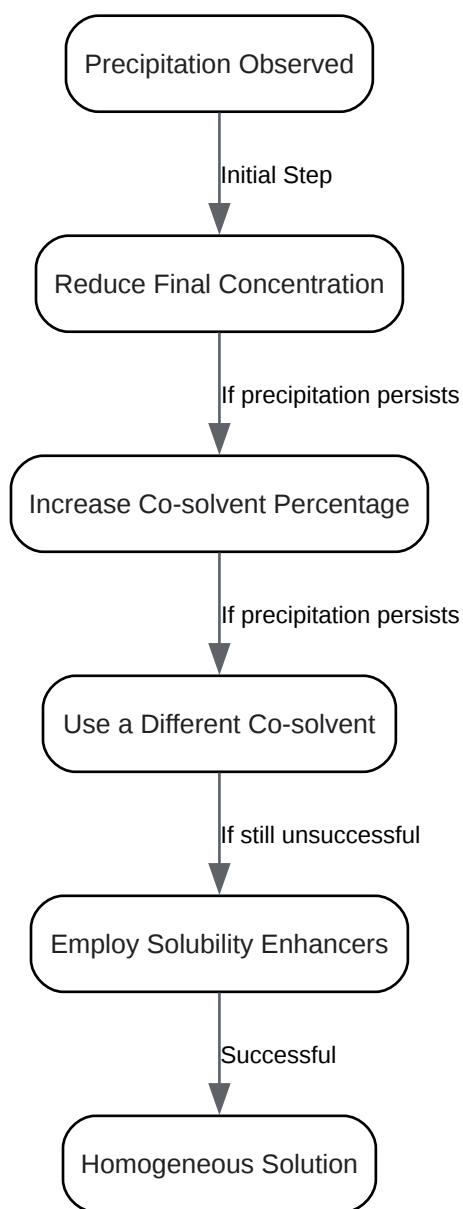 Precipitation Observed
Initial Step
Reduce Final Concentration
If precipitation persists
Increase Co-solvent Percentage
If precipitation persists
Use a Different Co-solvent
If still unsuccessful
Employ Solubility Enhancers
Successful
Homogeneous Solution